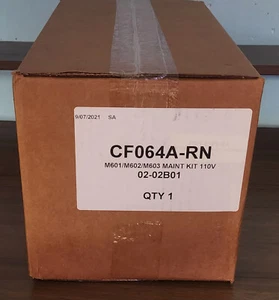 9/07/2021 SA
CF064A-RN
M601/M602/M603 MAINT KIT 110V
02-02B01
QTY 1